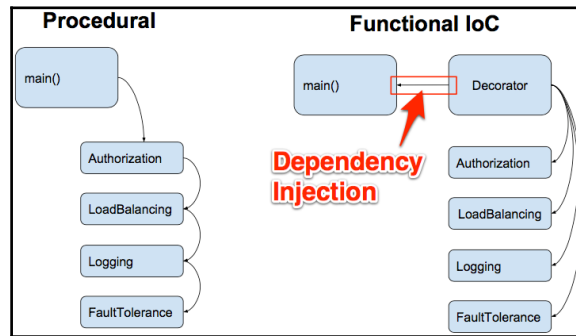 Procedural
main()
Authorization
LoadBalancing
Logging
FaultTolerance
Functional IoC
main()
Decorator
Dependency
Injection
Authorization
LoadBalancing
Logging
FaultTolerance